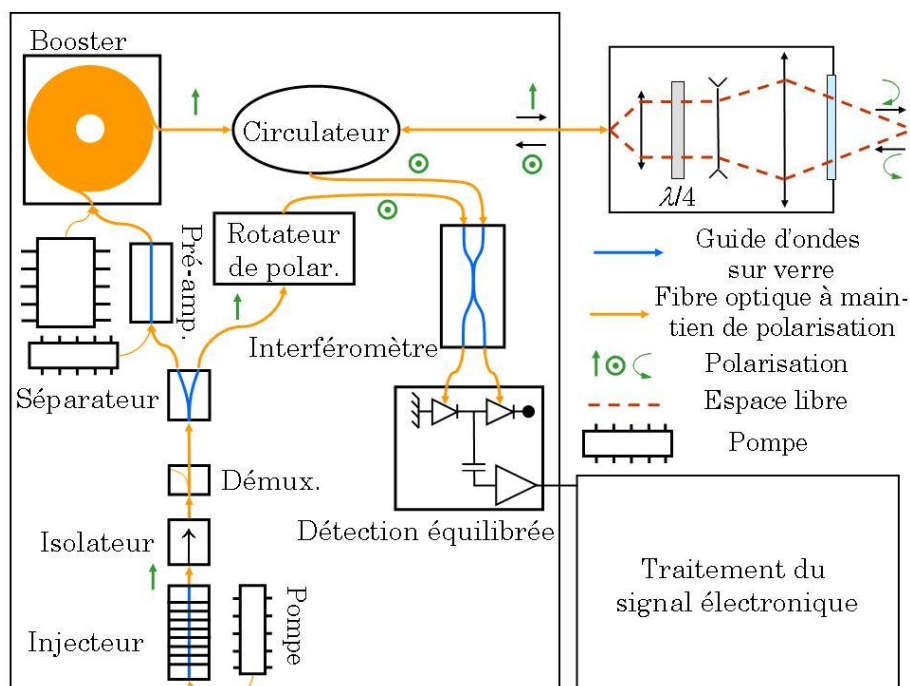 Booster
Circulateur
λ/4
Pré-amp.
Rotateur
de polar.
Guide d'ondes
sur verre
Fibre optique à main-
tien de polarisation
Interféromètre
Polarisation
Séparateur
Espace libre
Pompe
Démux.
Détection équilibrée
Isolateur
Traitement du
signal électronique
Injecteur
Pompe